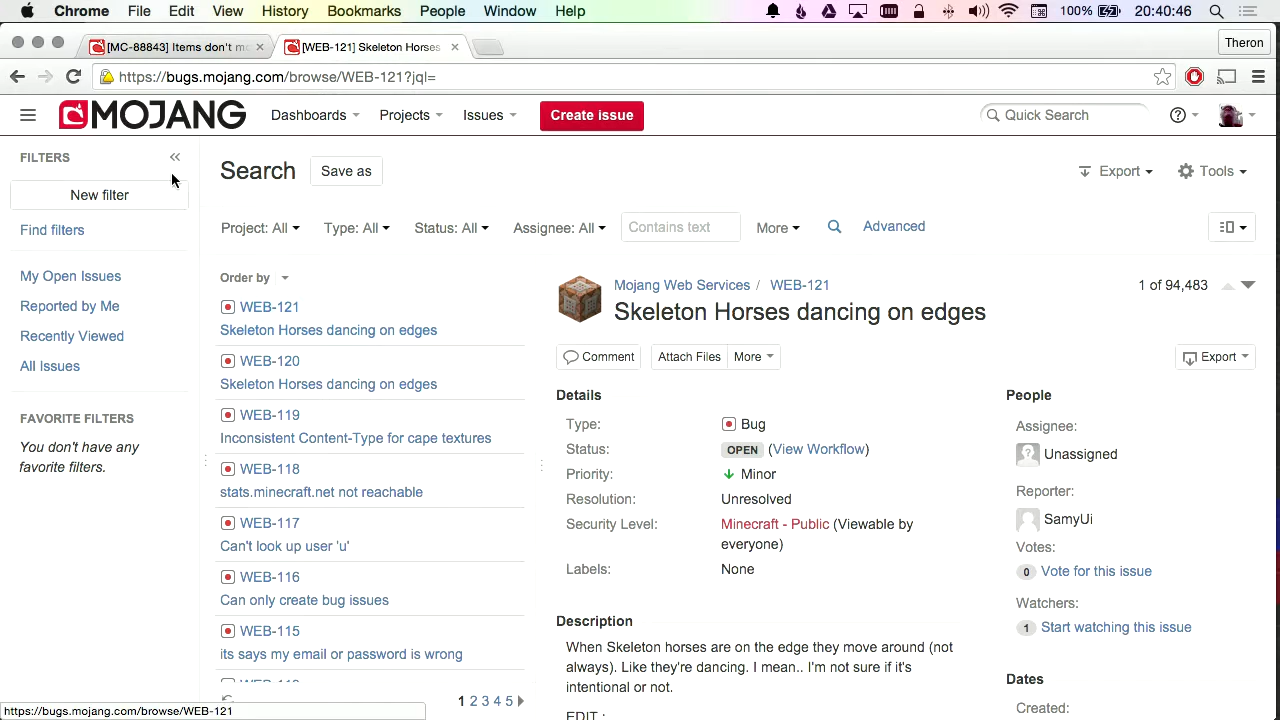 Chrome File Edit View History Bookmarks People Window Help 100% 20:40:46
[MC-88843] Items don't m
[WEB-121] Skeleton Horses
Theron
https://bugs.mojang.com/browse/WEB-121?jql=
MOJANG Dashboards Projects Issues Create issue Quick Search
FILTERS
New filter
Find filters
My Open Issues
Reported by Me
Recently Viewed
All Issues
FAVORITE FILTERS
You don't have any
favorite filters.
Search Save as Export Tools
Project: All Type: All Status: All Assignee: All Contains text More Advanced
Order by
WEB-121
Skeleton Horses dancing on edges
WEB-120
Skeleton Horses dancing on edges
WEB-119
Inconsistent Content-Type for cape textures
WEB-118
stats.minecraft.net not reachable
WEB-117
Can't look up user 'u'
WEB-116
Can only create bug issues
WEB-115
its says my email or password is wrong
1 2 3 4 5
Mojang Web Services / WEB-121
1 of 94,483
Skeleton Horses dancing on edges
Comment Attach Files More Export
Details
Type: Bug
Status: OPEN (View Workflow)
Priority: Minor
Resolution: Unresolved
Security Level: Minecraft - Public (Viewable by
everyone)
Labels: None
Description
When Skeleton horses are on the edge they move around (not
always). Like they're dancing. I mean.. I'm not sure if it's
intentional or not.
EDIT :
People
Assignee:
Unassigned
Reporter:
SamyUi
Votes:
0 Vote for this issue
Watchers:
1 Start watching this issue
Dates
Created:
https://bugs.mojang.com/browse/WEB-121